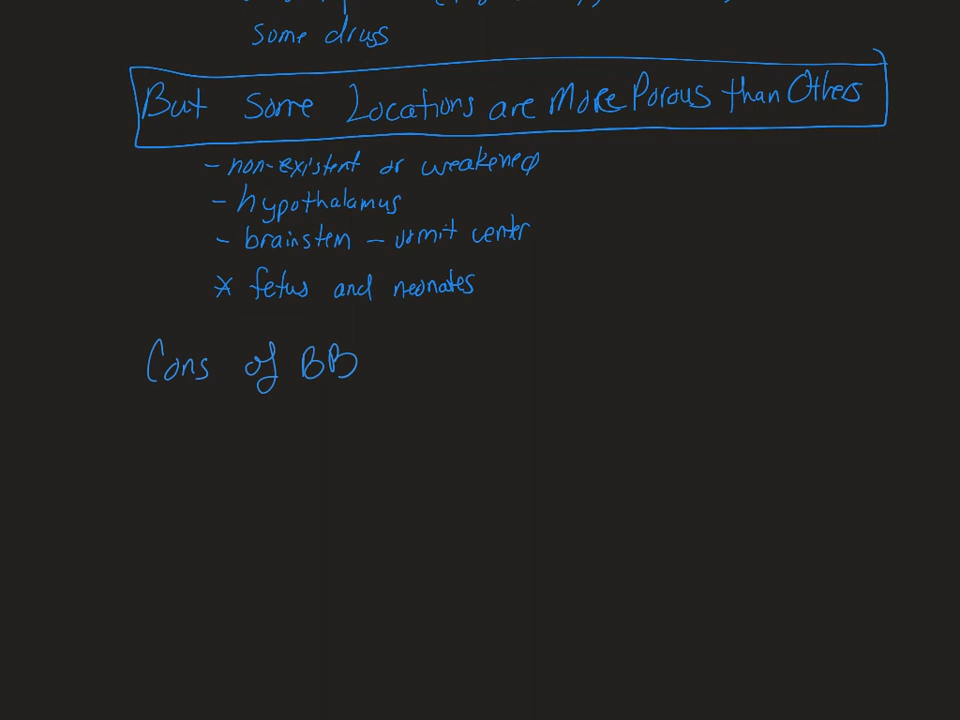 some drugs
But Some Locations are More Porous than Others
- non-existent or weakened
- hypothalamus
- brainstem - vomit center
* fetus and neonates
Cons of BB